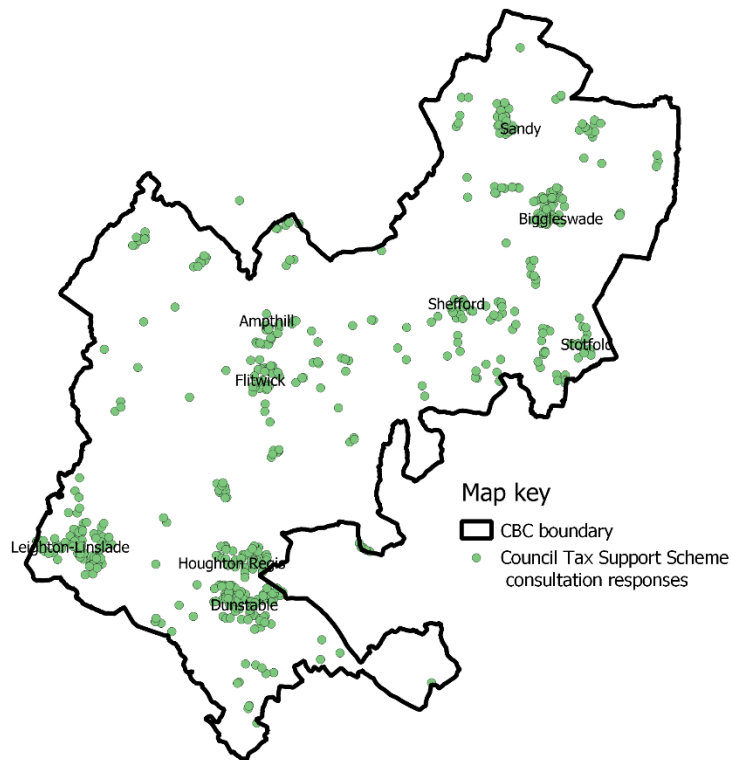 Sandy
Biggleswade
Shefford
Ampthill
Stotfold
Flitwick
Map key
CBC boundary
Leighton-Linslade
Council Tax Support Scheme
consultation responses
Houghton Regis
Dunstable